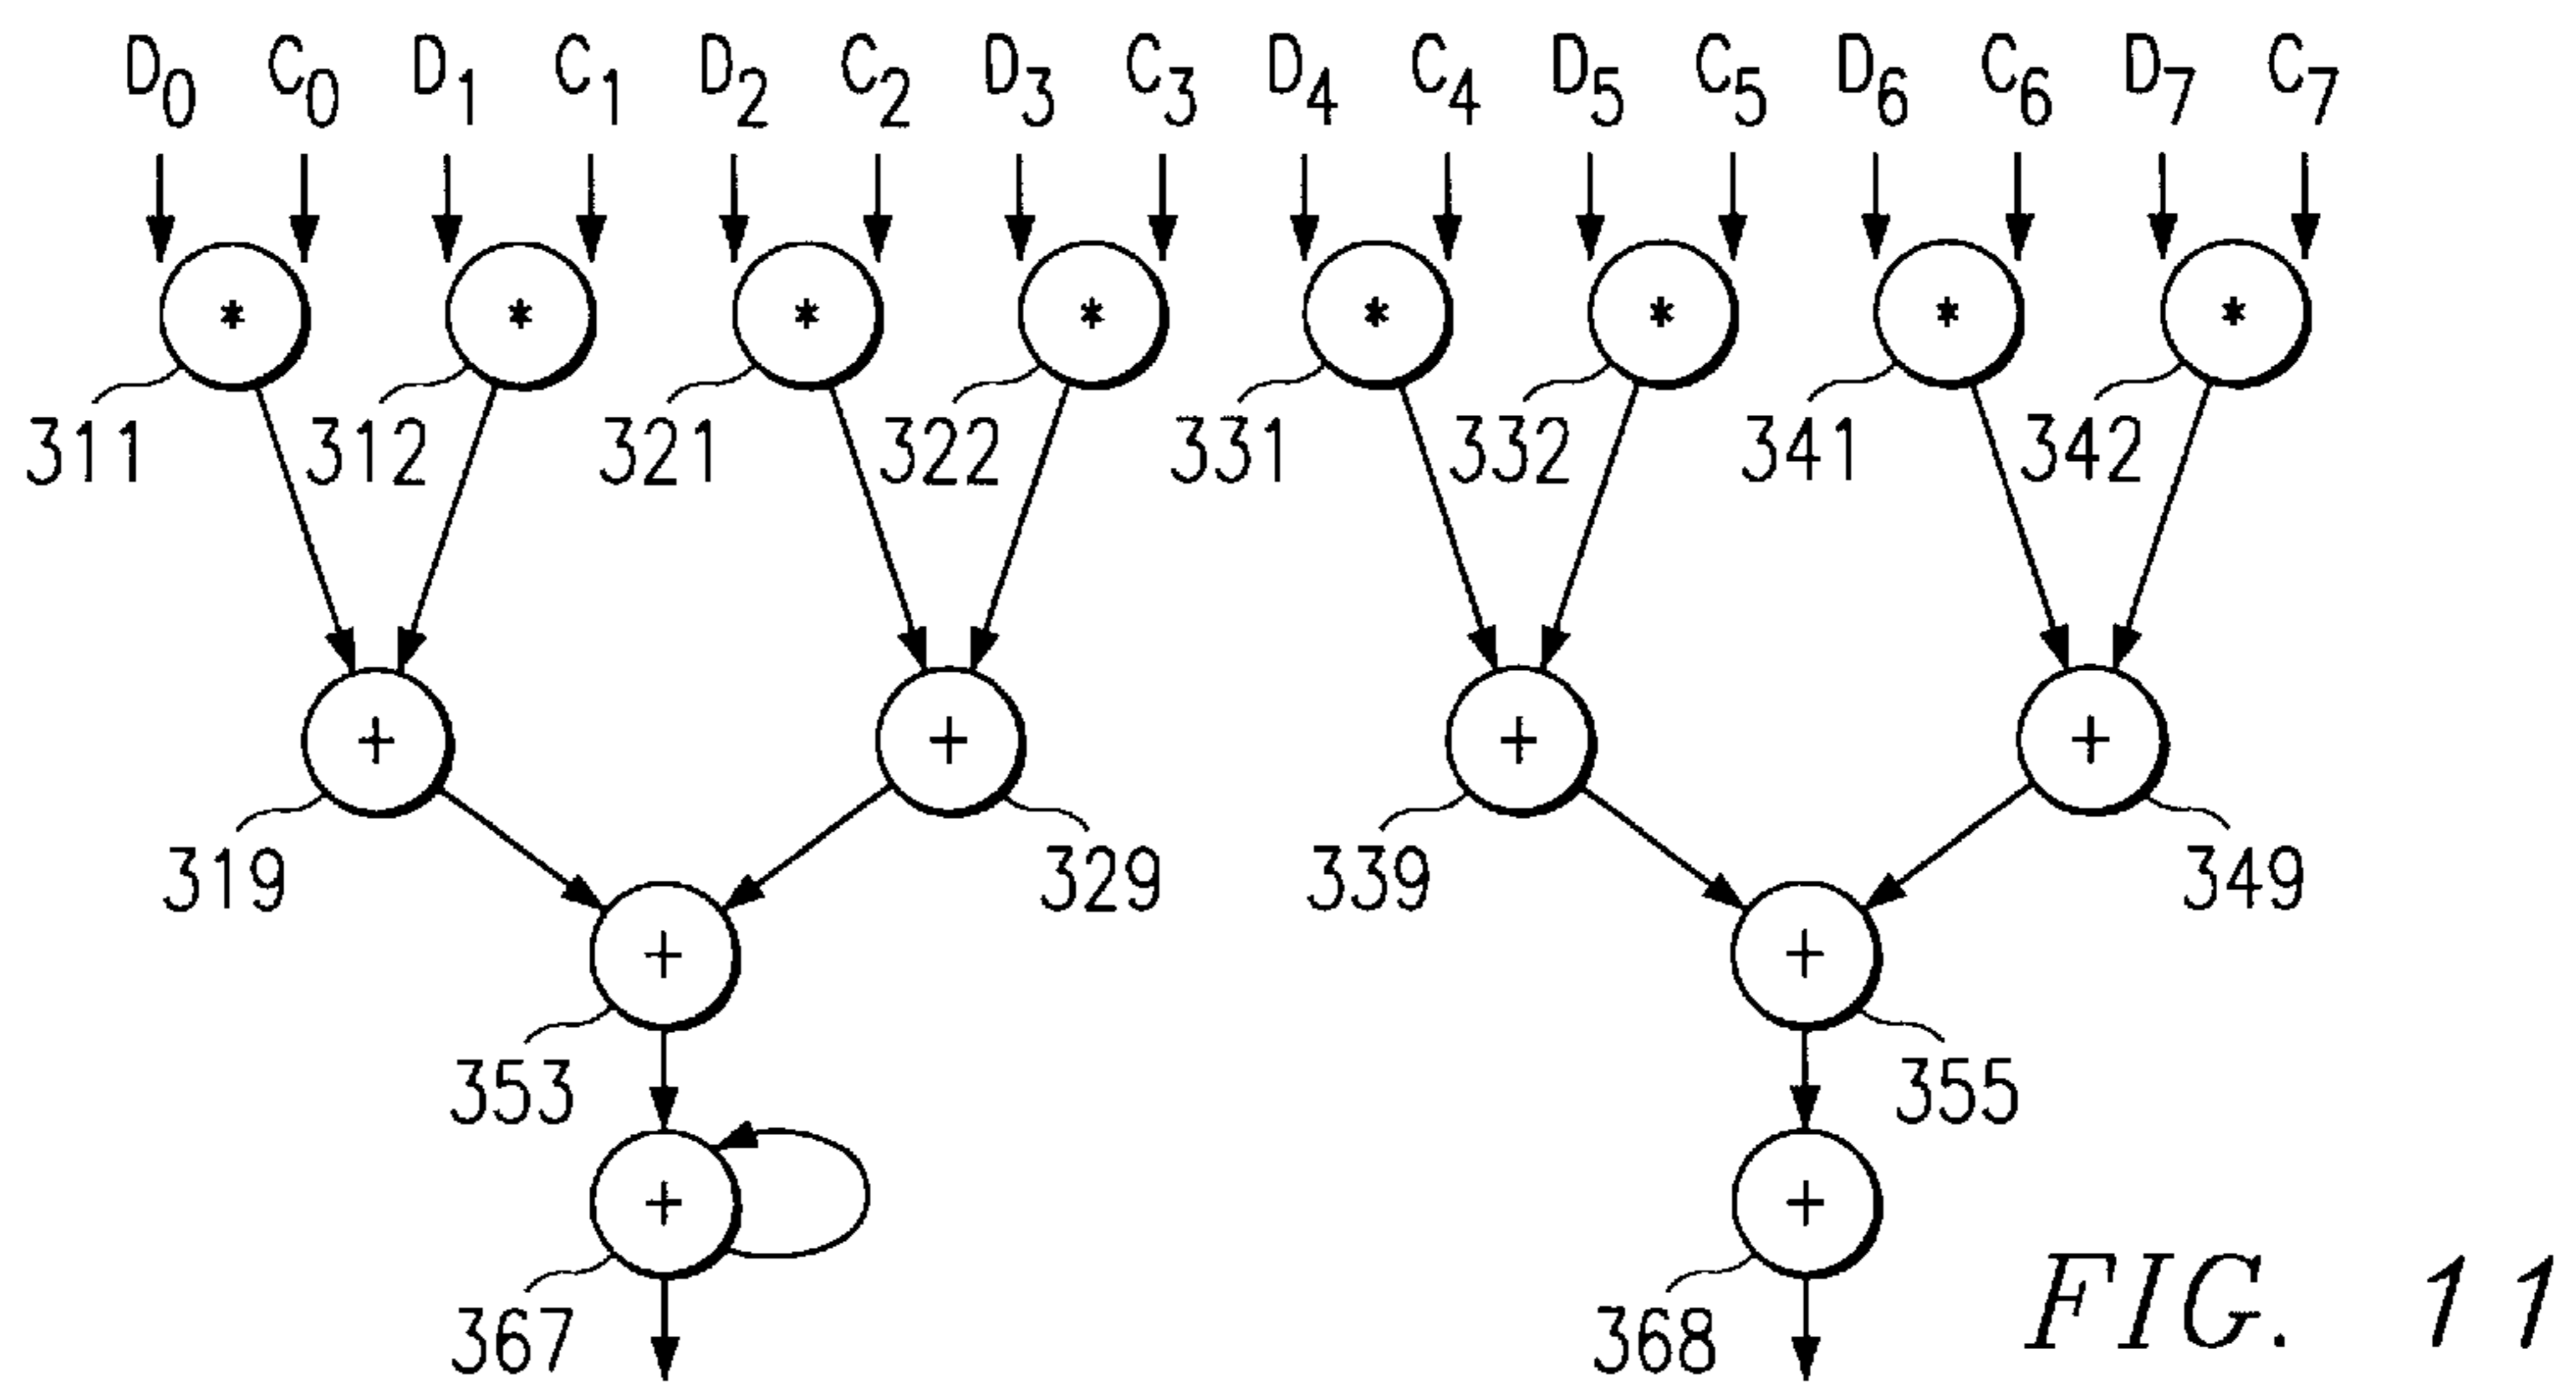 D0 C0 D1 C1 D2 C2 D3 C3 D4 C4 D5 C5 D6 C6 D7 C7
* * * * * * * *
311 312 321 322 331 332 341 342
+ + + +
319 329 339 349
+ +
353 355
+ +
367 368
FIG. 11